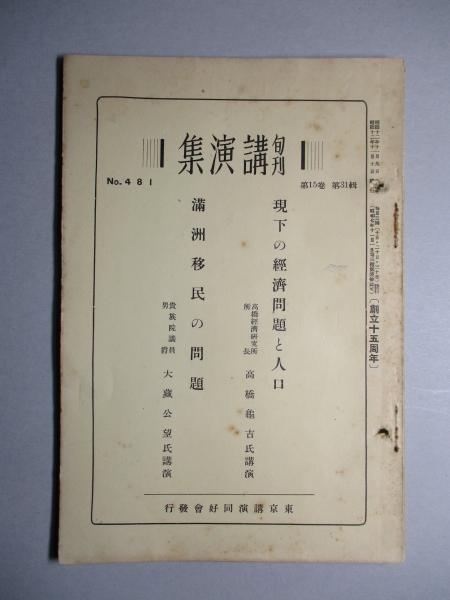 旬刊 講演集
第15卷 第31輯
No. 481
現下の經濟問題と人口
高橋經濟研究所
所長
高橋龜吉氏講演
滿洲移民の問題
貴族院議員
男爵
大藏公望氏講演
東京講演同好會發行
〔創立十五周年〕